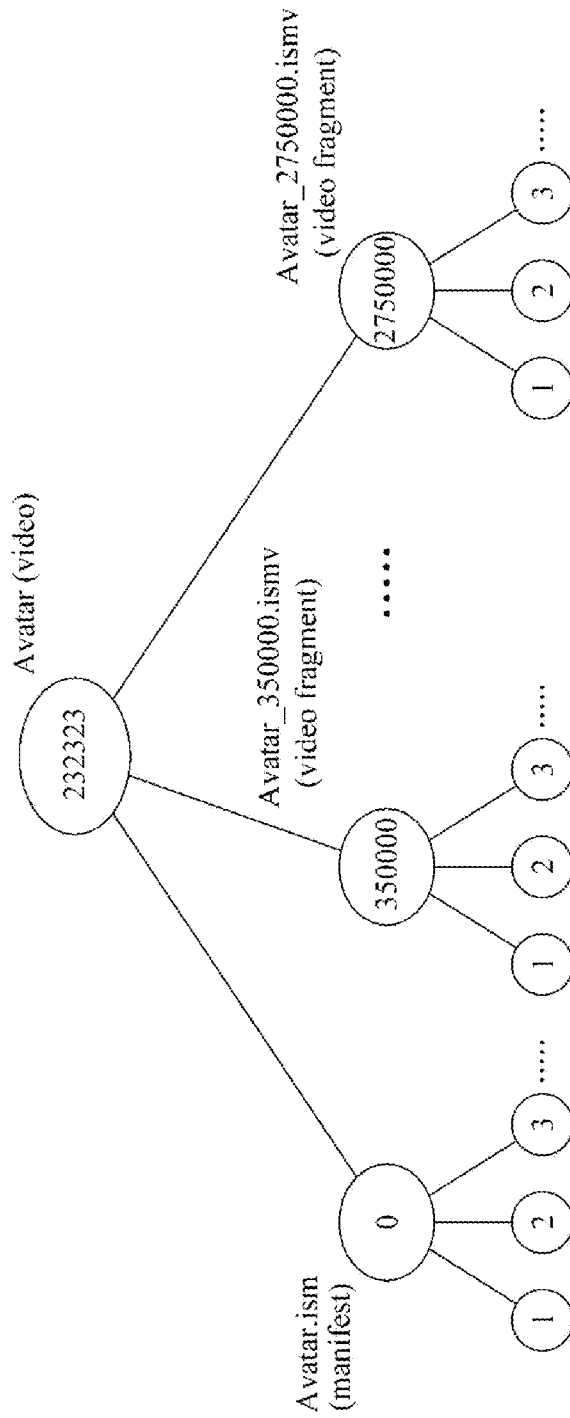 Avatar (video)
232323
Avatar.ism
(manifest)
Avatar_350000.ismv
(video fragment)
Avatar_2750000.ismv
(video fragment)
0
350000
.....
2750000
1
2
3
.....
1
2
3
.....
1
2
3
.....